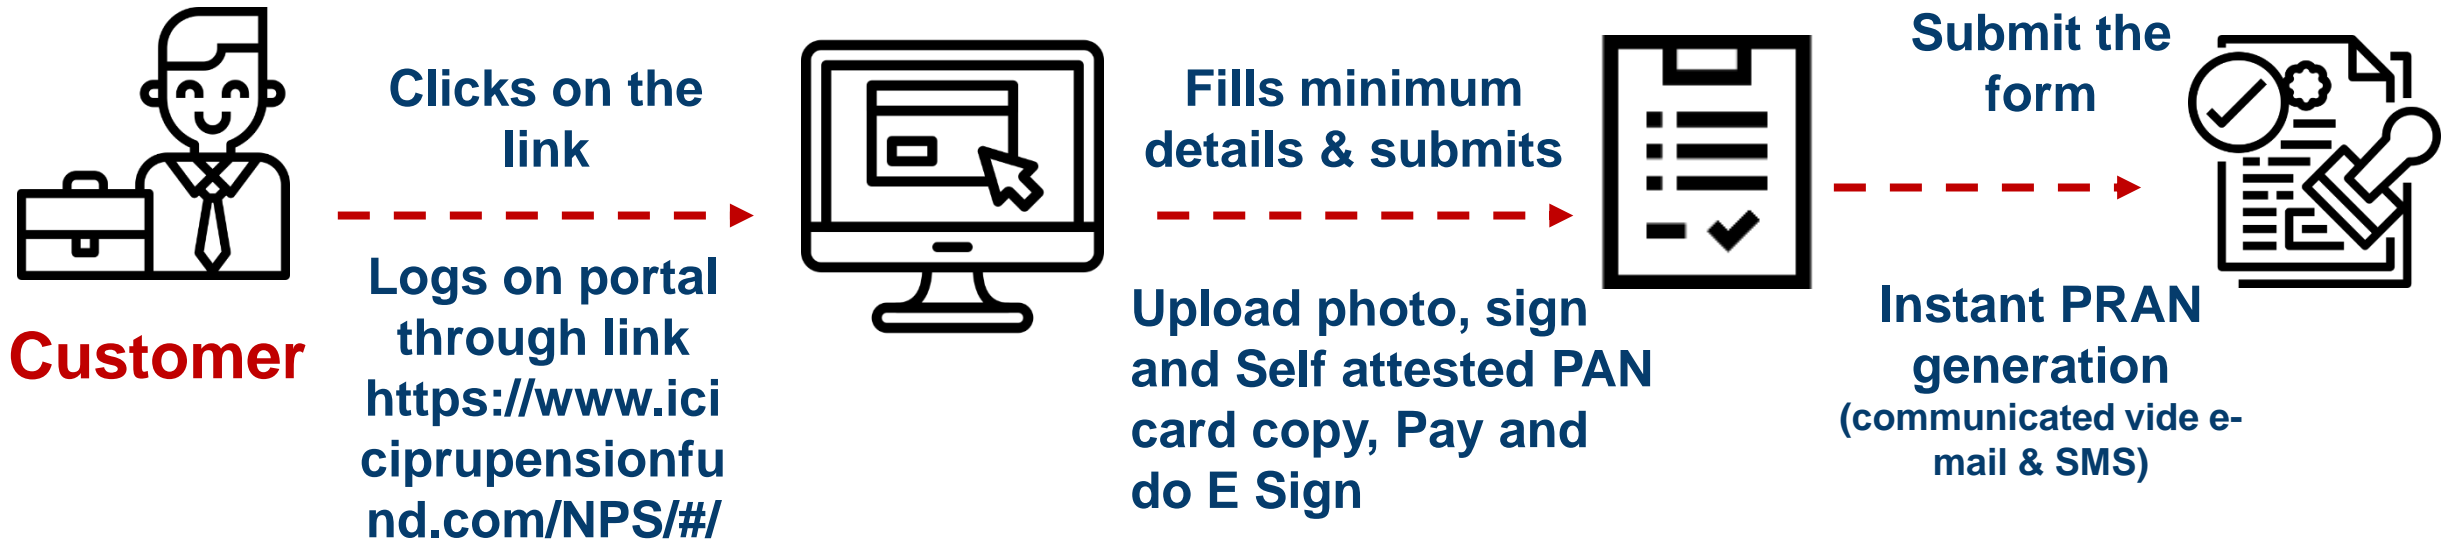 Customer
Clicks on the
link
Logs on portal
through link
https://www.ici
ciprupensionfu
nd.com/NPS/#/
Fills minimum
details & submits
Upload photo, sign
and Self attested PAN
card copy, Pay and
do E Sign
Submit the
form
Instant PRAN
generation
(communicated vide e-
mail & SMS)